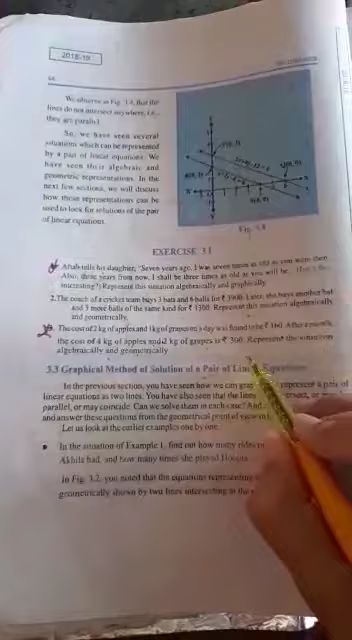 2018-19
We observe in Fig. 3.4, that the
lines do not intersect anywhere, i.e.,
they are parallel.
So, we have seen several
situations which can be represented
by a pair of linear equations. We
have seen their algebraic and
geometric representations. In the
next few sections, we will discuss
how these representations can be
used to look for solutions of the pair
of linear equations.
Fig. 3.4
EXERCISE 3.1
Aftab tells his daughter, "Seven years ago, I was seven times as old as you were then.
Also, three years from now, I shall be three times as old as you will be." (Isn't this
interesting?) Represent this situation algebraically and graphically.
2. The coach of a cricket team buys 3 bats and 6 balls for ₹ 3900. Later, she buys another bat
and 3 more balls of the same kind for ₹ 1300. Represent this situation algebraically
and geometrically.
The cost of 2 kg of apples and 1kg of grapes on a day was found to be ₹ 160. After a month,
the cost of 4 kg of apples and 2 kg of grapes is ₹ 300. Represent the situation
algebraically and geometrically.
3.3 Graphical Method of Solution of a Pair of Linear Equations
In the previous section, you have seen how we can graphically represent a pair of
linear equations as two lines. You have also seen that the lines may intersect, or may be
parallel, or may coincide. Can we solve them in each case? And
and answer these questions from the geometrical point of view in
Let us look at the earlier examples one by one.
• In the situation of Example 1, find out how many rides on
Akhila had, and how many times she played Hoopla.
In Fig. 3.2, you noted that the equations representing
geometrically shown by two lines intersecting at the